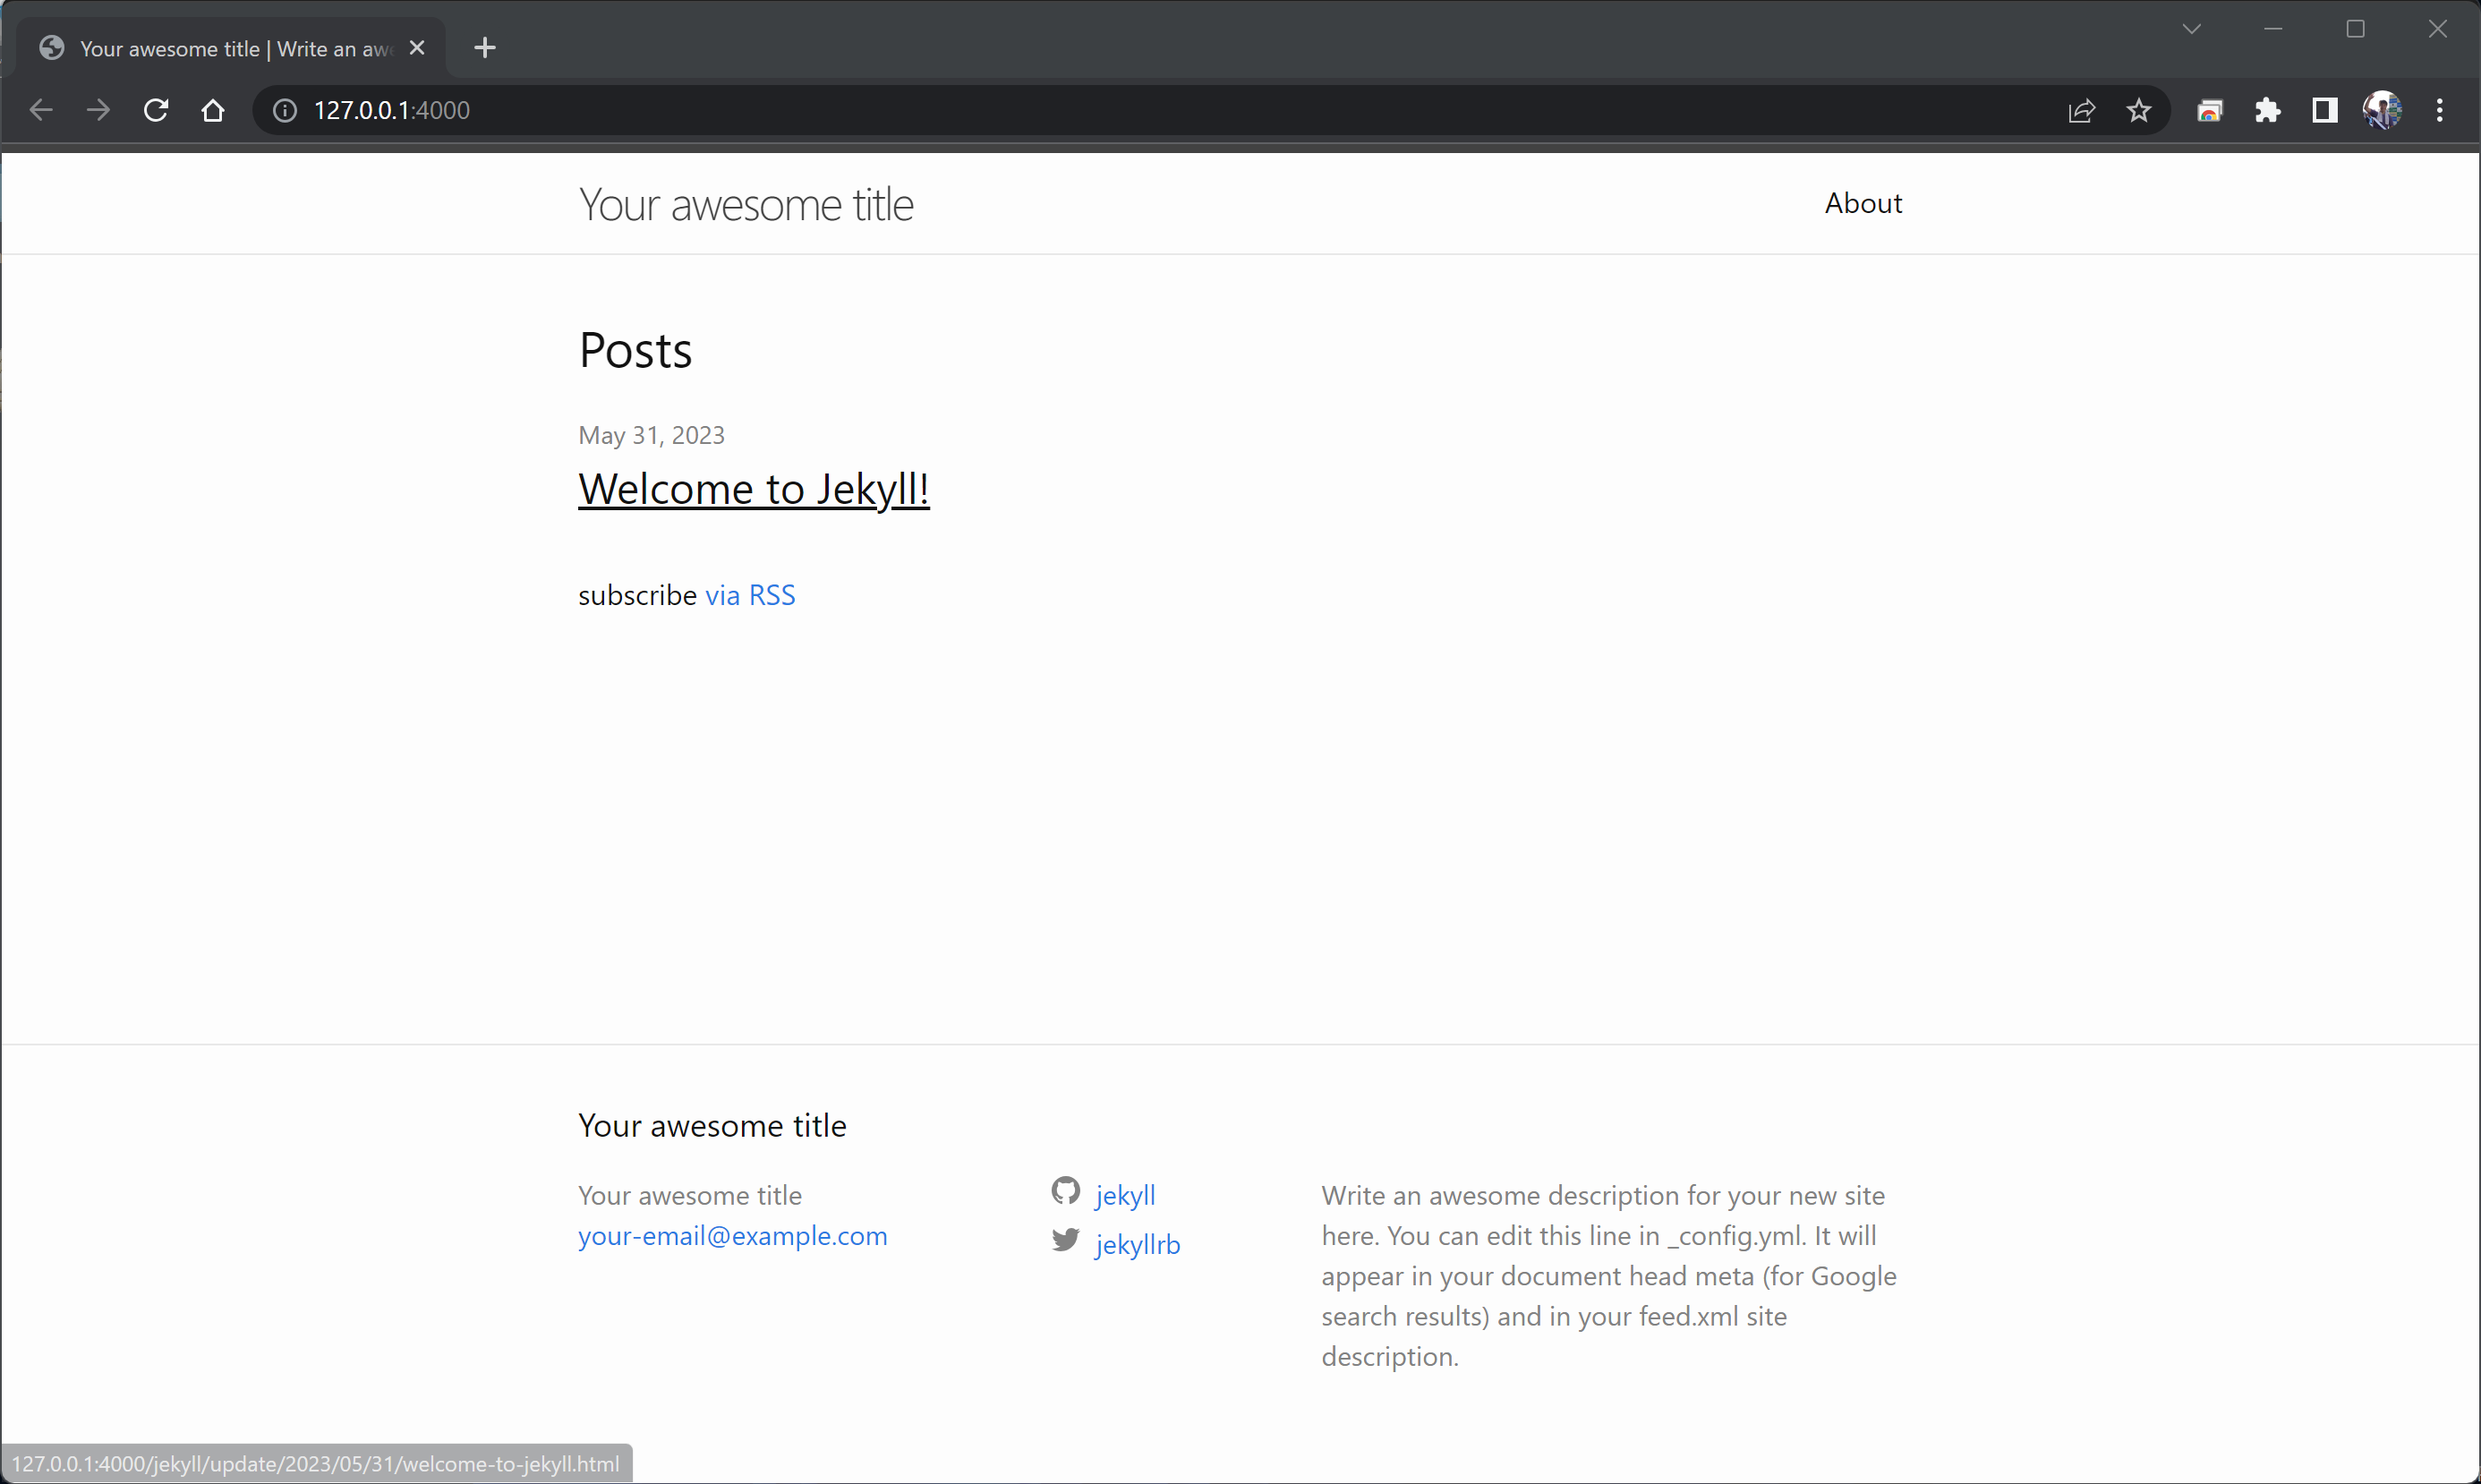 Your awesome title | Write an aw
127.0.0.1:4000
Your awesome title
About
Posts
May 31, 2023
Welcome to Jekyll!
subscribe via RSS
Your awesome title
Your awesome title
your-email@example.com
jekyll
jekyllrb
Write an awesome description for your new site
here. You can edit this line in _config.yml. It will
appear in your document head meta (for Google
search results) and in your feed.xml site
description.
127.0.0.1:4000/jekyll/update/2023/05/31/welcome-to-jekyll.html